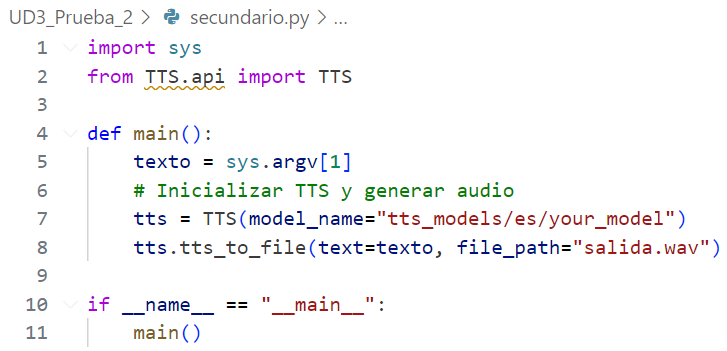 UD3_Prueba_2 > secundario.py > ...
1 import sys
2 from TTS.api import TTS
3
4 def main():
5     texto = sys.argv[1]
6     # Inicializar TTS y generar audio
7     tts = TTS(model_name="tts_models/es/your_model")
8     tts.tts_to_file(text=texto, file_path="salida.wav")
9
10 if __name__ == "__main__":
11     main()